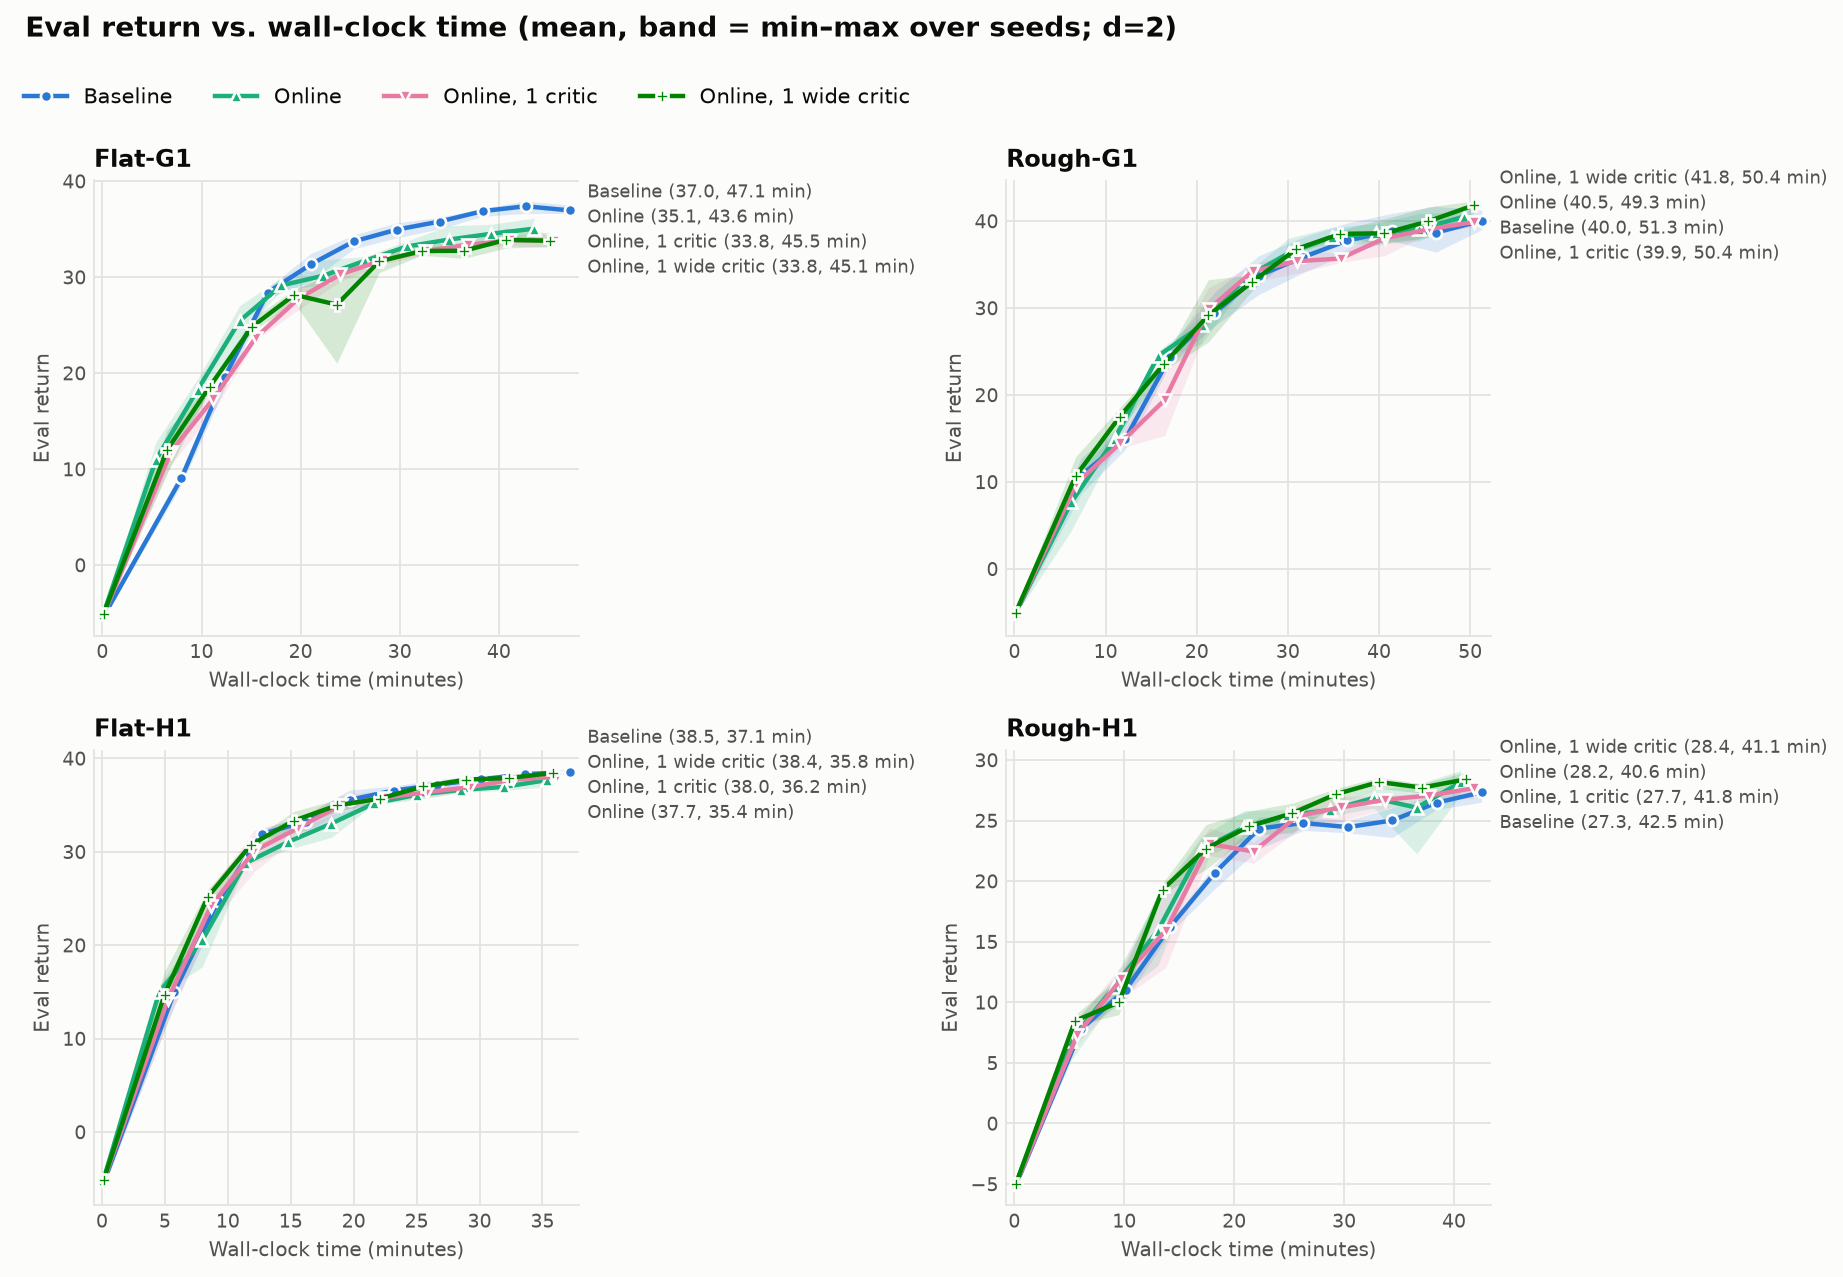 Eval return vs. wall-clock time (mean, band = min–max over seeds; d=2)
Baseline
Online
Online, 1 critic
Online, 1 wide critic
Flat-G1
40
30
20
10
0
Eval return
0 10 20 30 40
Wall-clock time (minutes)
Baseline (37.0, 47.1 min)
Online (35.1, 43.6 min)
Online, 1 critic (33.8, 45.5 min)
Online, 1 wide critic (33.8, 45.1 min)
Rough-G1
40
30
20
10
0
Eval return
0 10 20 30 40 50
Wall-clock time (minutes)
Online, 1 wide critic (41.8, 50.4 min)
Online (40.5, 49.3 min)
Baseline (40.0, 51.3 min)
Online, 1 critic (39.9, 50.4 min)
Flat-H1
40
30
20
10
0
Eval return
0 5 10 15 20 25 30 35
Wall-clock time (minutes)
Baseline (38.5, 37.1 min)
Online, 1 wide critic (38.4, 35.8 min)
Online, 1 critic (38.0, 36.2 min)
Online (37.7, 35.4 min)
Rough-H1
30
25
20
15
10
5
0
−5
Eval return
0 10 20 30 40
Wall-clock time (minutes)
Online, 1 wide critic (28.4, 41.1 min)
Online (28.2, 40.6 min)
Online, 1 critic (27.7, 41.8 min)
Baseline (27.3, 42.5 min)